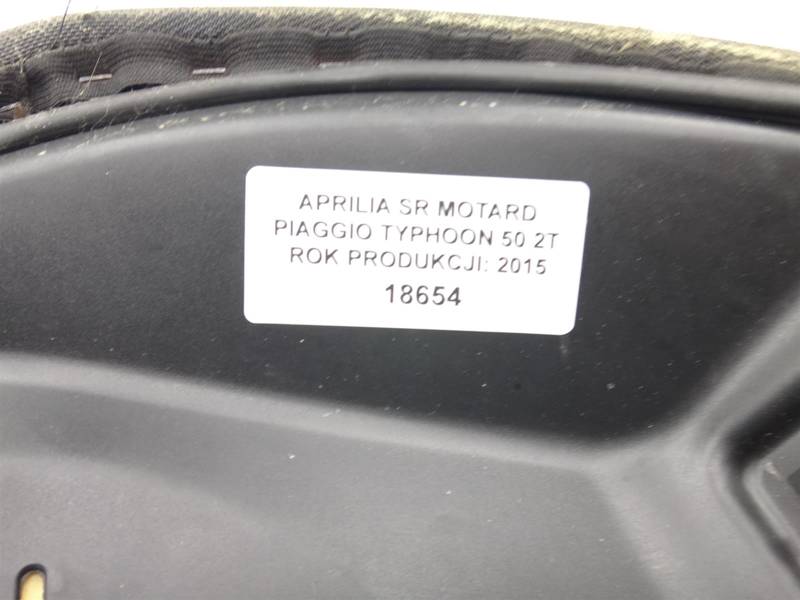 APRILIA SR MOTARD
PIAGGIO TYPHOON 50 2T
ROK PRODUKCJI: 2015
18654